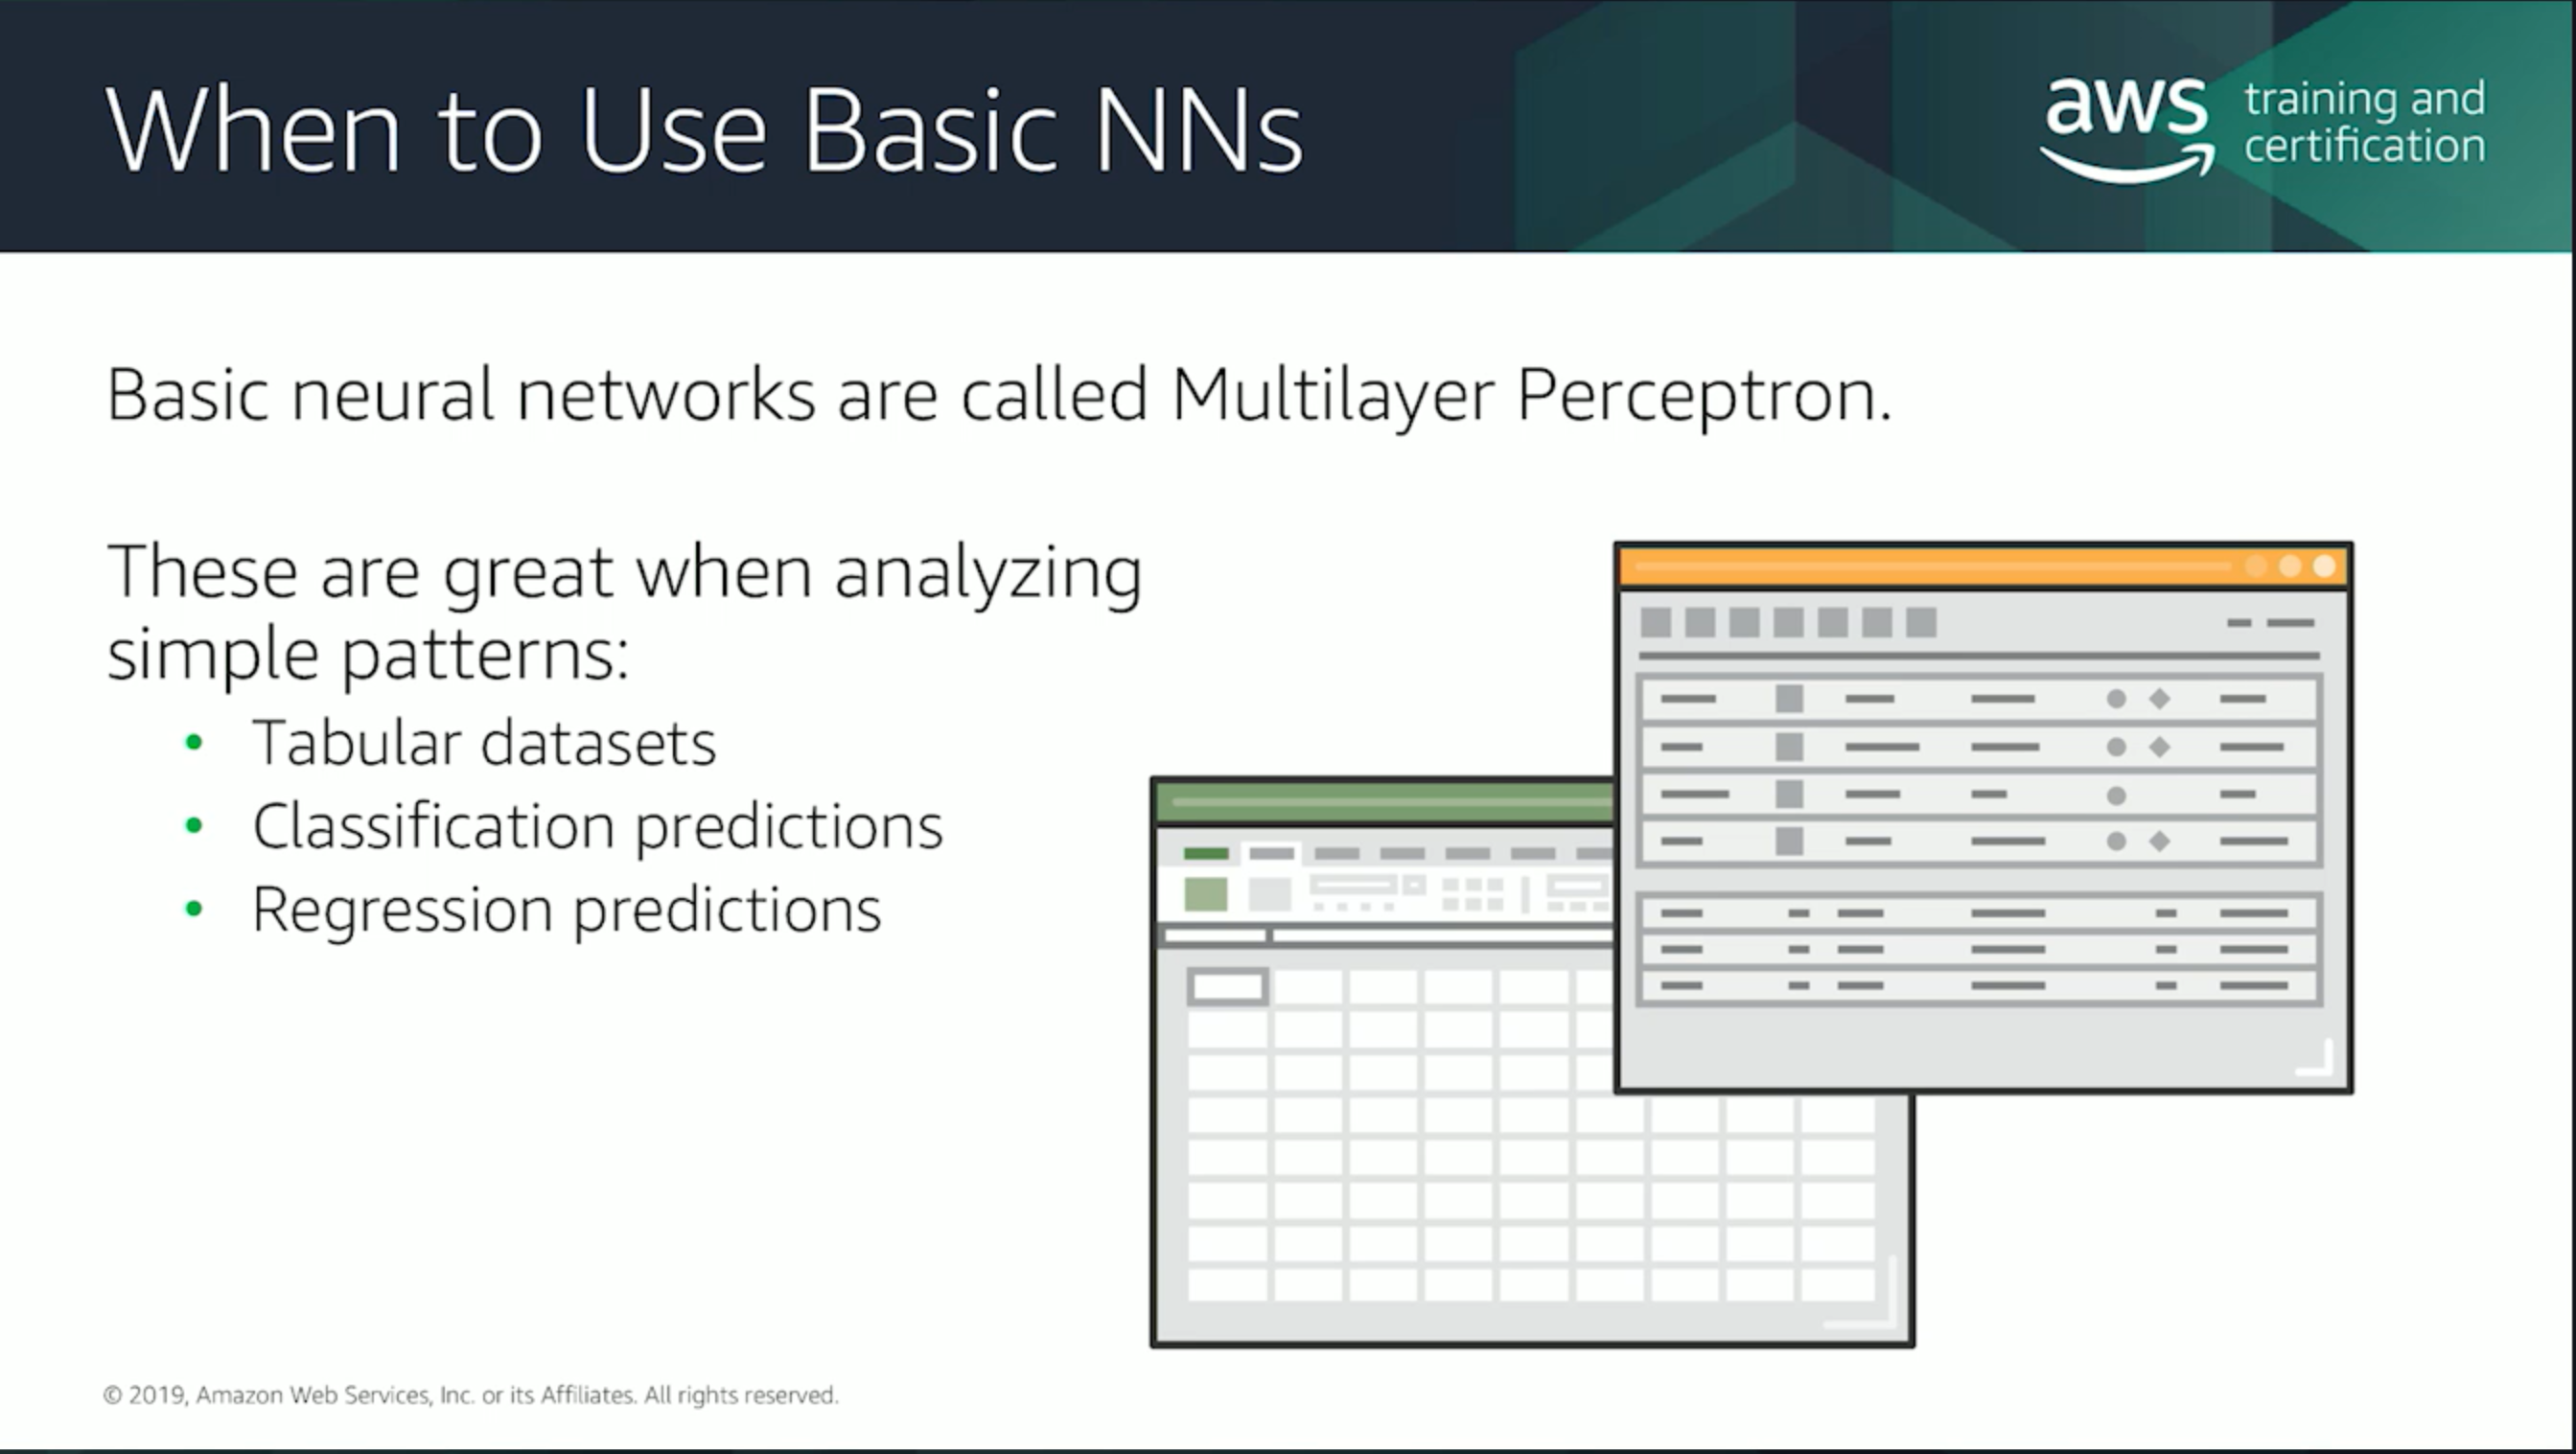 When to Use Basic NNs
aws training and
certification
Basic neural networks are called Multilayer Perceptron.
These are great when analyzing
simple patterns:
• Tabular datasets
• Classification predictions
• Regression predictions
© 2019, Amazon Web Services, Inc. or its Affiliates. All rights reserved.